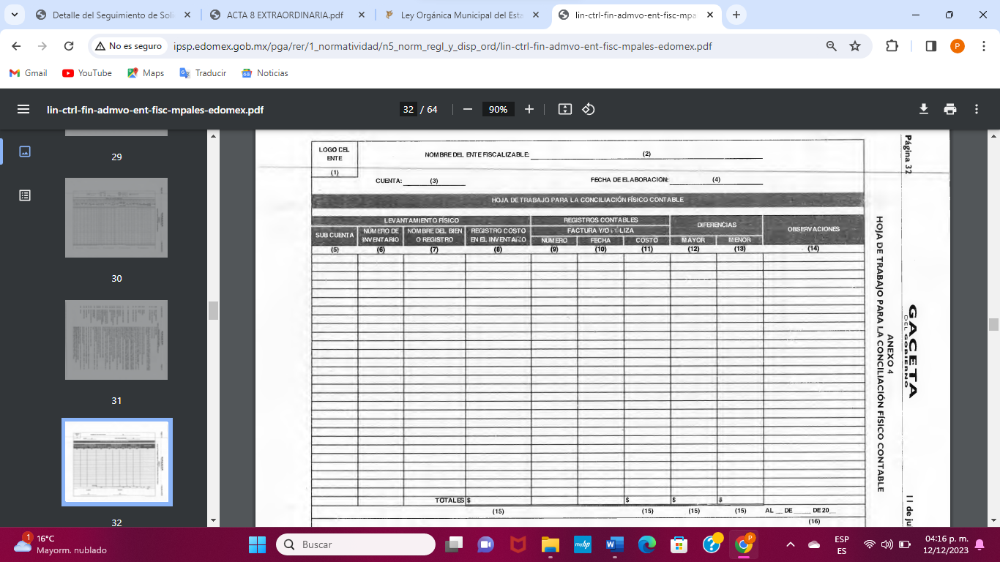 Detalle del Seguimiento de Soli
ACTA 8 EXTRAORDINARIA.pdf
Ley Orgánica Municipal del Esta
lin-ctrl-fin-admvo-ent-fisc-mpa
No es seguro
ipsp.edomex.gob.mx/pga/rer/1_normatividad/n5_norm_regl_y_disp_ord/lin-ctrl-fin-admvo-ent-fisc-mpales-edomex.pdf
P
Gmail
YouTube
Maps
Traducir
Noticias
lin-ctrl-fin-admvo-ent-fisc-mpales-edomex.pdf
32 / 64
90%
29
30
31
32
LOGO DEL
ENTE
(1)
NOMBRE DEL ENTE FISCALIZABLE:
(2)
CUENTA:
(3)
FECHA DE ELABORACION:
(4)
HOJA DE TRABAJO PARA LA CONCILIACIÓN FÍSICO CONTABLE
LEVANTAMIENTO FÍSICO
REGISTROS CONTABLES
DIFERENCIAS
OBSERVACIONES
SUB CUENTA
NÚMERO DE
INVENTARIO
NOMBRE DEL BIEN
O REGISTRO
REGISTRO COSTO
EN EL INVENTARIO
FACTURA Y/O LIZA
NÚMERO
FECHA
COSTO
MAYOR
MENOR
(5)
(6)
(7)
(8)
(9)
(10)
(11)
(12)
(13)
(14)
TOTALES $
$
$
$
(15)
(15)
(15)
(15)
AL __ DE _____ DE 20__
(16)
Página 32
GACETA
DEL GOBIERNO
11 de ju
ANEXO 4
HOJA DE TRABAJO PARA LA CONCILIACIÓN FÍSICO CONTABLE
1
16°C
Mayorm. nublado
Buscar
myhp
W
P
ESP
ES
04:16 p. m.
12/12/2023